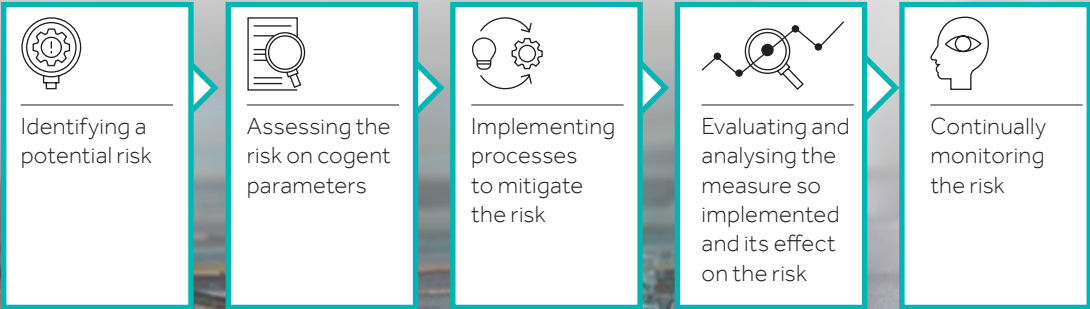 Identifying a
potential risk
Assessing the
risk on cogent
parameters
Implementing
processes
to mitigate
the risk
Evaluating and
analysing the
measure so
implemented
and its effect
on the risk
Continually
monitoring
the risk